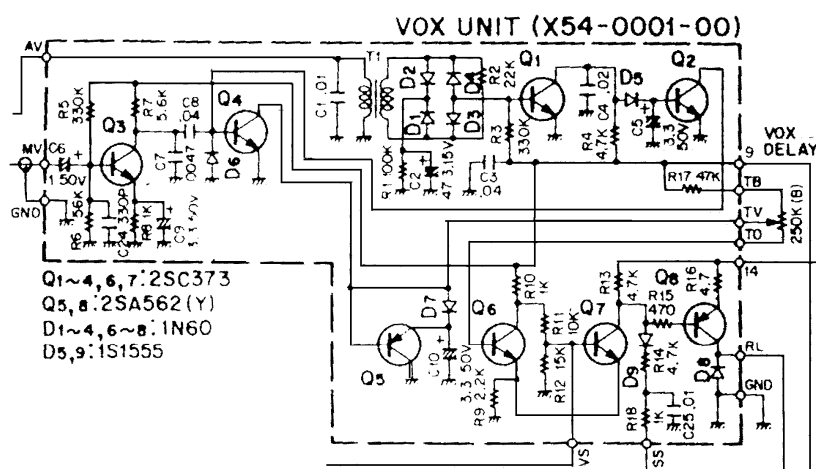 VOX UNIT (X54-0001-00)
AV
T1
C1 .01
D2
D4
R2
22K
Q1
C4 .02
D5
Q2
R5
330K
R7
5.6K
C8
.04
Q4
D1
D3
R3
330K
R4
4.7K
C5
3.3
50V
VOX
DELAY
MV
C6
1 50V
Q3
C7
.0047
D6
R1 100K
C2
47 3.15V
C3
.04
9
R17 47K
TB
TV
TO
250K(B)
GND
R6
56K
C24 330P
R8 1K
C9
3.3 50V
14
Q1~4,6,7:2SC373
Q5,8:2SA562(Y)
D1~4,6~8:1N60
D5,9:1S1555
D7
Q6
R10
1K
R13
4.7K
Q7
R15
470
Q8
R16
4.7
R11
10K
Q5
C10
3.3 50V
R9 2.2K
R12 15K
D9
R14
4.7K
D8
RL
GND
R18
1K
C25 .01
VS
SS